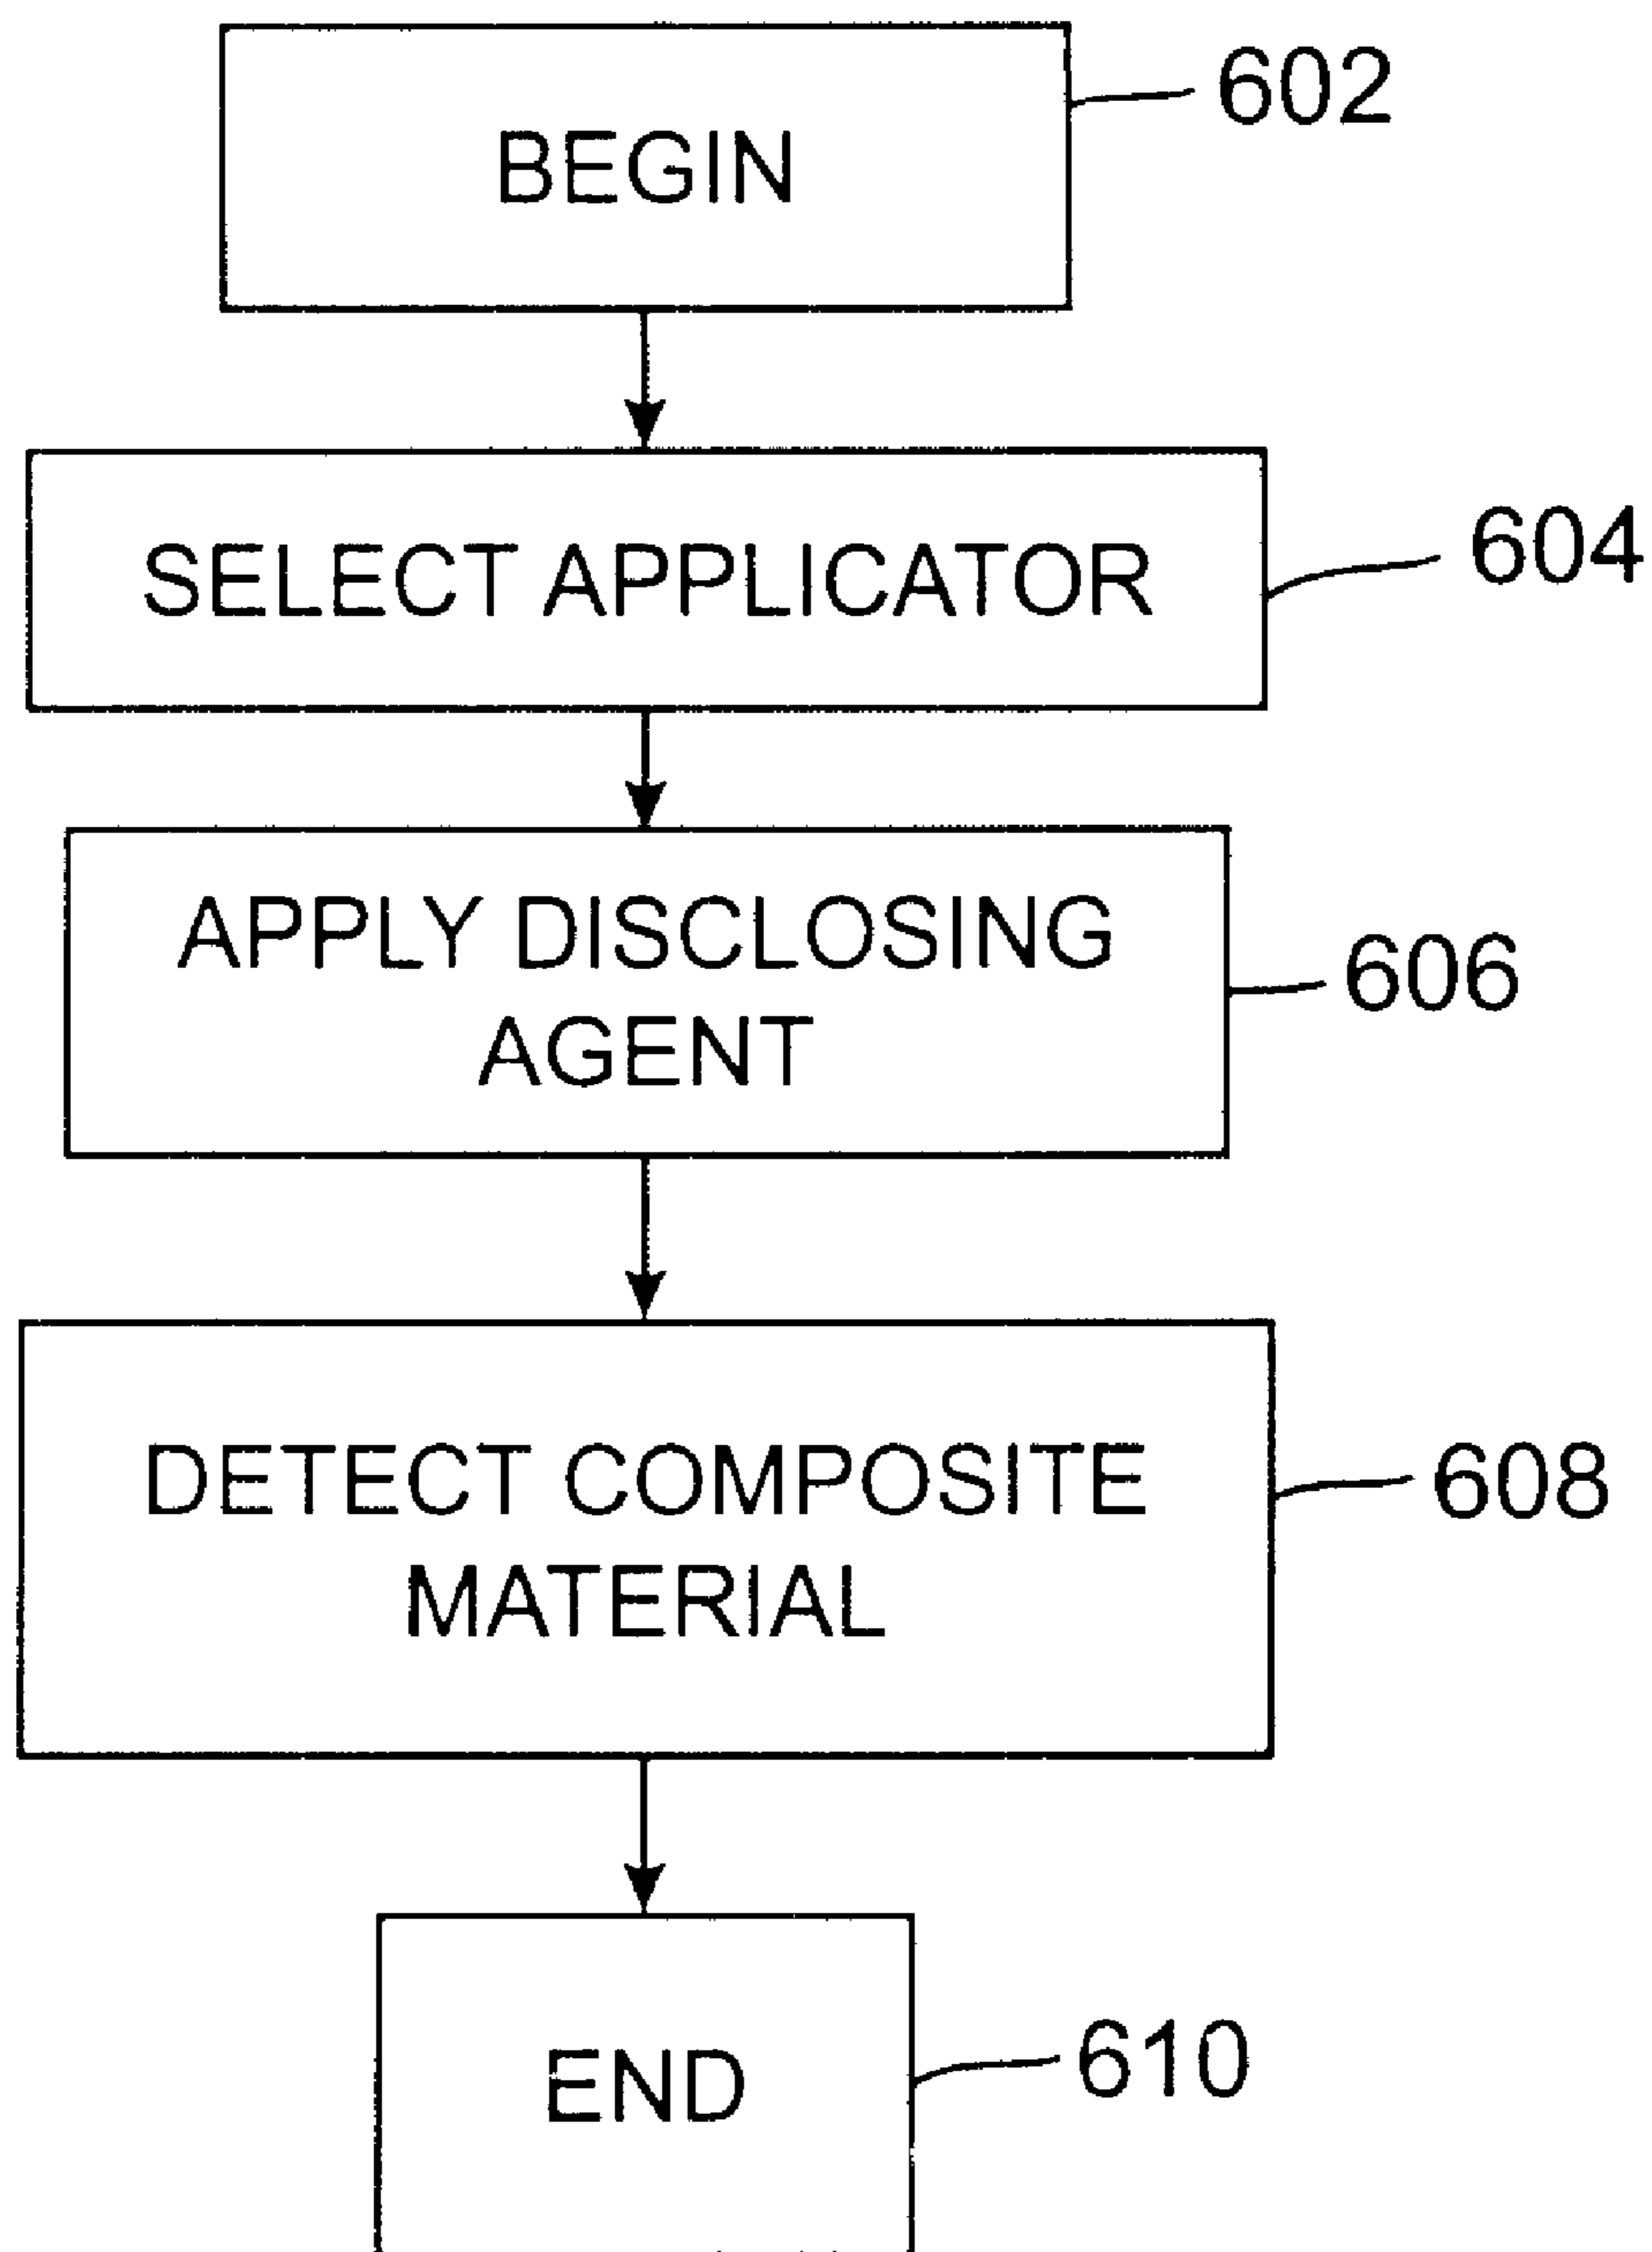 BEGIN
602
SELECT APPLICATOR
604
APPLY DISCLOSING
AGENT
606
DETECT COMPOSITE
MATERIAL
608
END
610